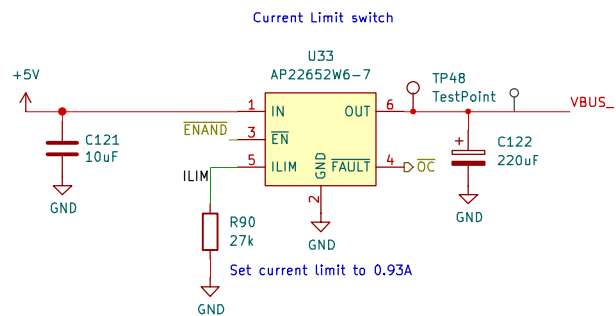 Current Limit switch
U33
AP22652W6-7
+5V
TP48
TestPoint
1
IN
OUT
6
VBUS_
C121
10uF
ENAND
3
EN
5
ILIM
GND
FAULT
4
OC
+
C122
220uF
ILIM
2
GND
GND
GND
R90
27k
Set current limit to 0.93A
GND